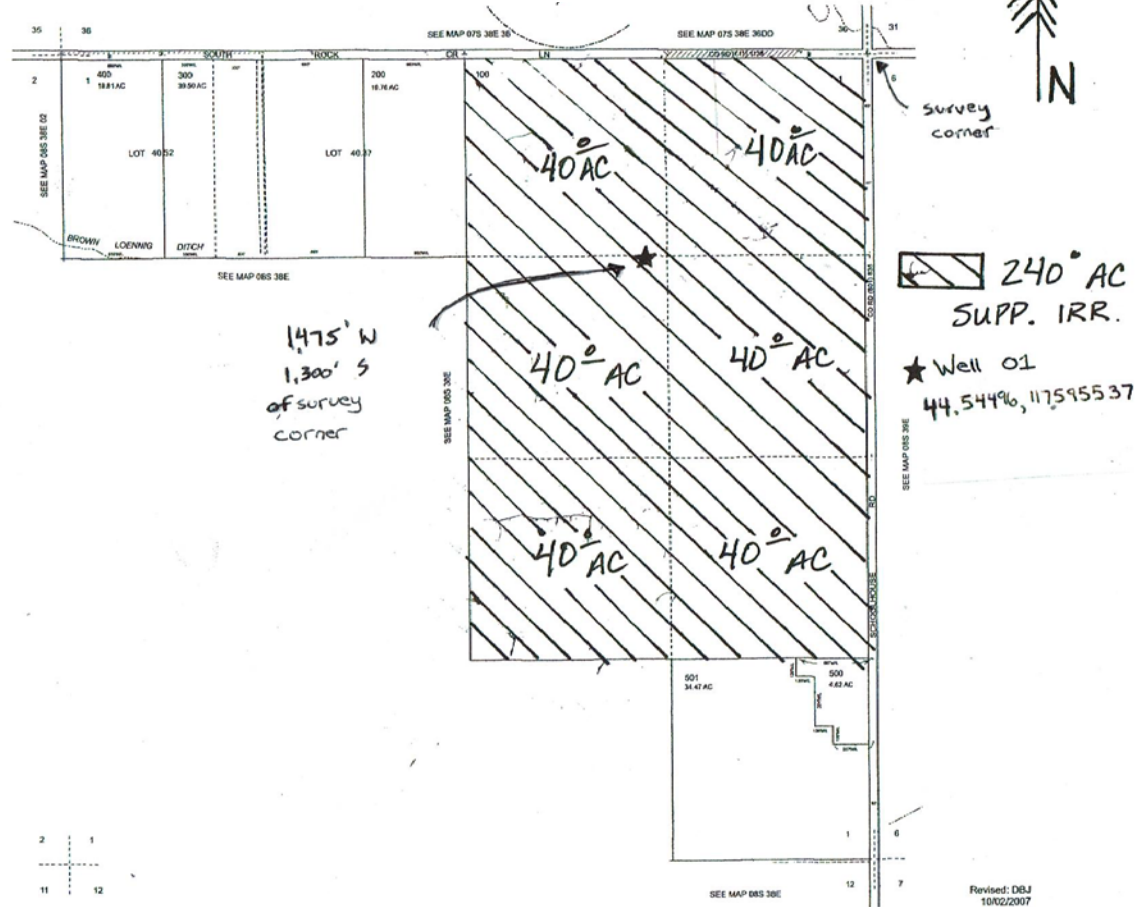 35 36
SEE MAP 07S 38E 36
SEE MAP 07S 38E 36DD
36 31
SOUTH ROCK CR LN
2 1
400
19.81 AC
300
39.50 AC
200
19.76 AC
100
1 6
N
survey
corner
SEE MAP 08S 38E 02
LOT 40.52
LOT 40.37
40° AC
40° AC
BROWN LOENNIG DITCH
SEE MAP 08S 38E
240° AC
SUPP. IRR.
1,475' W
1,300' S
of survey
corner
40° AC
40° AC
★ Well 01
44.54496, 117.595537
SEE MAP 08S 38E
SEE MAP 08S 39E
RD
40° AC
40° AC
SCHOOLHOUSE
501
34.47 AC
500
4.62 AC
2 1
11 12
1 6
12 7
SEE MAP 08S 38E
Revised: DBJ
10/02/2007